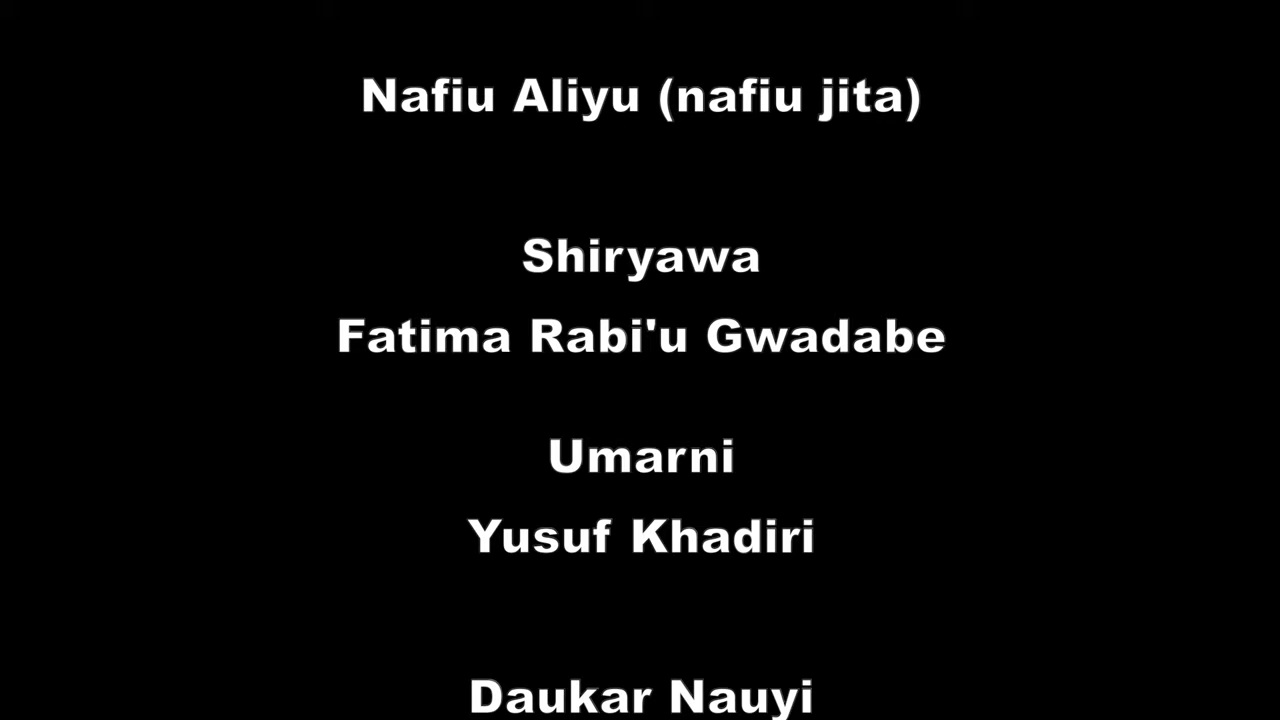 Nafiu Aliyu (nafiu jita)
Shiryawa
Fatima Rabi'u Gwadabe
Umarni
Yusuf Khadiri
Daukar Nauyi